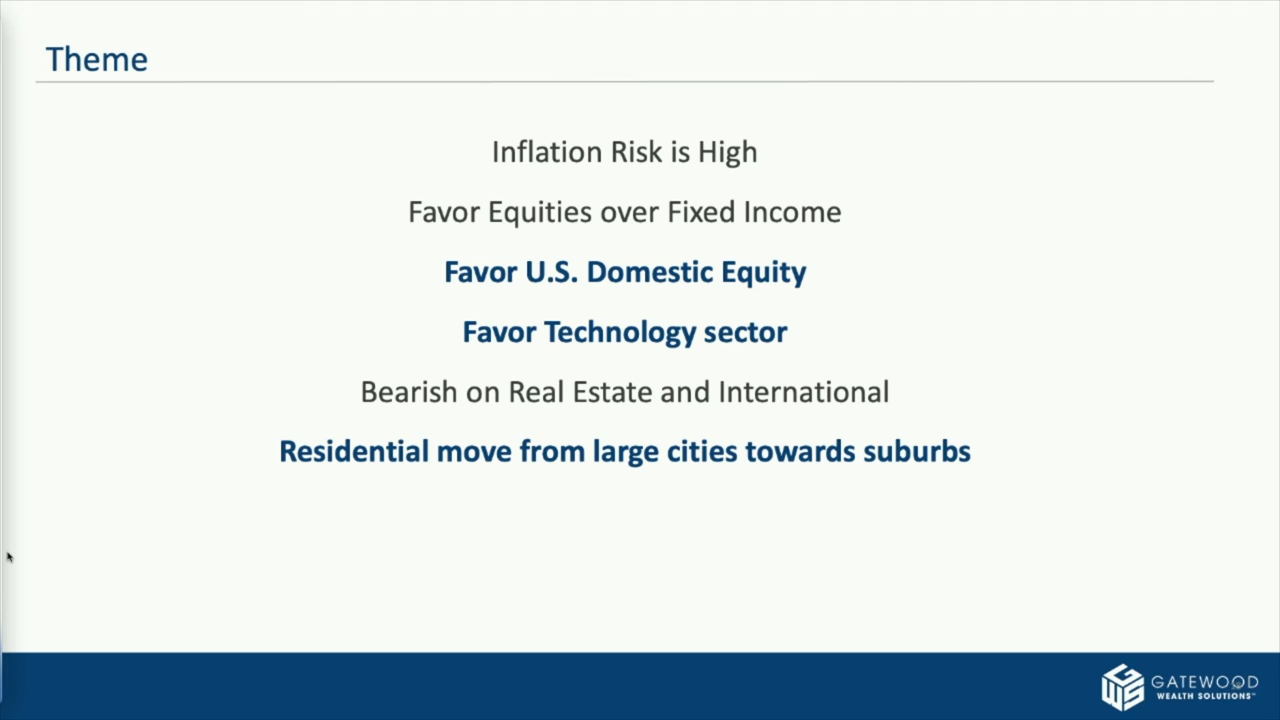 Theme
Inflation Risk is High
Favor Equities over Fixed Income
Favor U.S. Domestic Equity
Favor Technology sector
Bearish on Real Estate and International
Residential move from large cities towards suburbs
GATEWOOD
WEALTH SOLUTIONS™